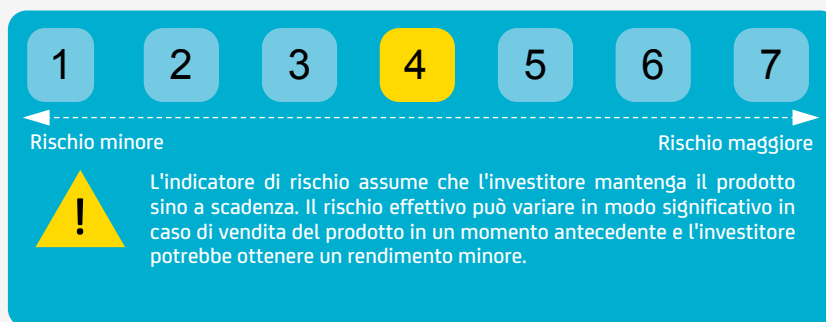 1 2 3 4 5 6 7
Rischio minore Rischio maggiore
!
L'indicatore di rischio assume che l'investitore mantenga il prodotto
sino a scadenza. Il rischio effettivo può variare in modo significativo in
caso di vendita del prodotto in un momento antecedente e l'investitore
potrebbe ottenere un rendimento minore.